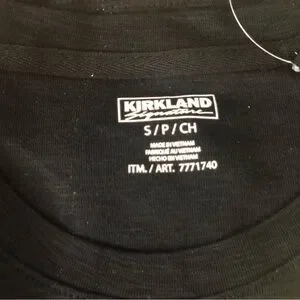 KIRKLAND
Signature
S/P/CH
MADE IN VIETNAM
FABRIQUÉ AU VIETNAM
HECHO EN VIETNAM
ITM. / ART. 7771740